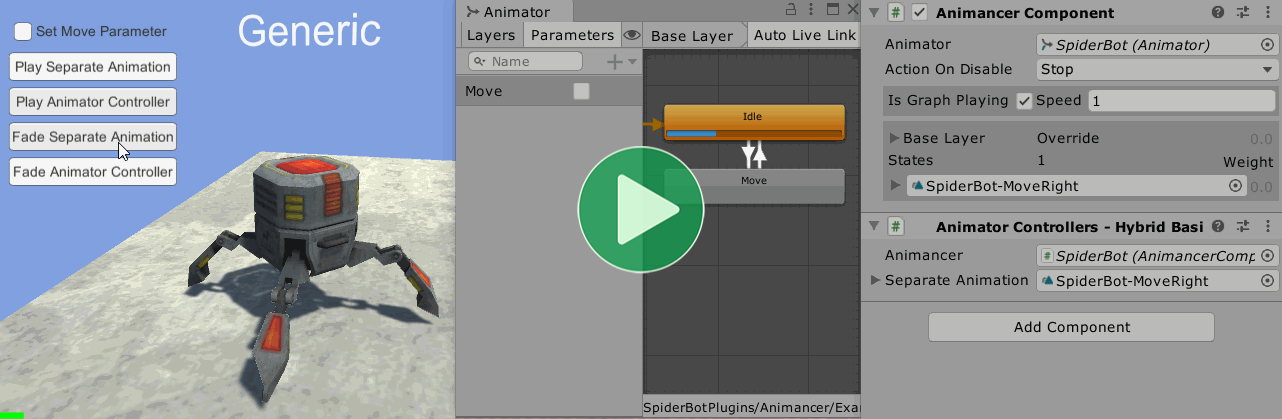 Generic
Set Move Parameter
Play Separate Animation
Play Animator Controller
Fade Separate Animation
Fade Animator Controller
Animator
Layers
Parameters
Base Layer
Auto Live Link
Name
Move
Idle
Move
SpiderBotPlugins/Animancer/Exa
Animancer Component
Animator
SpiderBot (Animator)
Action On Disable
Stop
Is Graph Playing
Speed
1
Base Layer
Override
0.0
States
1
Weight
SpiderBot-MoveRight
0.0
Animator Controllers - Hybrid Basi
Animancer
SpiderBot (AnimancerComp
Separate Animation
SpiderBot-MoveRight
Add Component